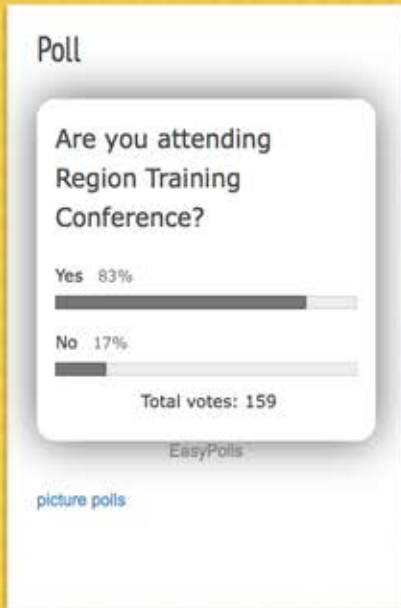 Poll
Are you attending
Region Training
Conference?
Yes 83%
No 17%
Total votes: 159
EasyPolls
picture polls